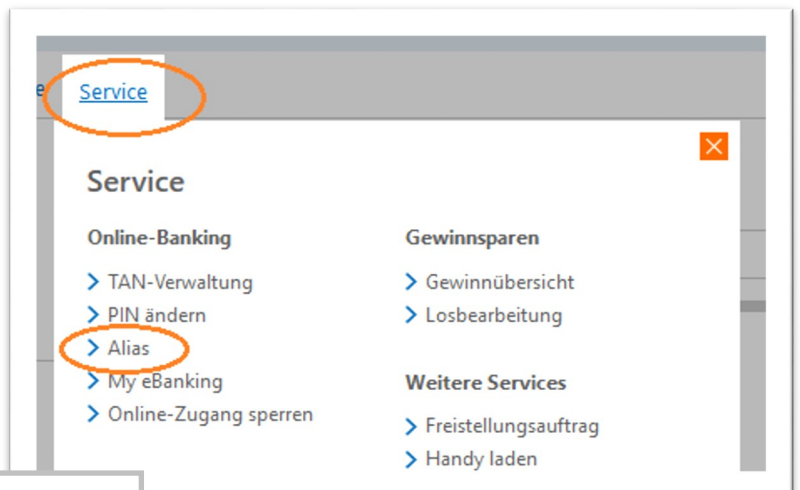 e Service
Service
Online-Banking
TAN-Verwaltung
PIN ändern
Alias
My eBanking
Online-Zugang sperren
Gewinnsparen
Gewinnübersicht
Losbearbeitung
Weitere Services
Freistellungsauftrag
Handy laden